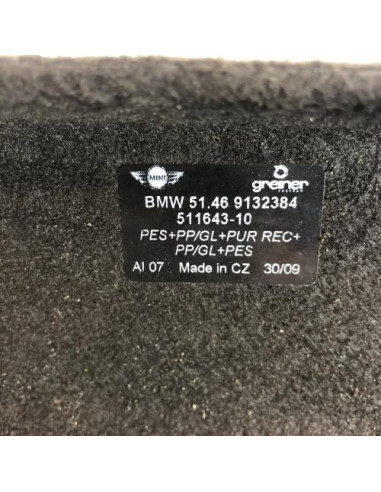 MINI
greiner
BMW 51.46 9132384
511643-10
PES+PP/GL+PUR REC+
PP/GL+PES
AI 07 Made in CZ 30/09